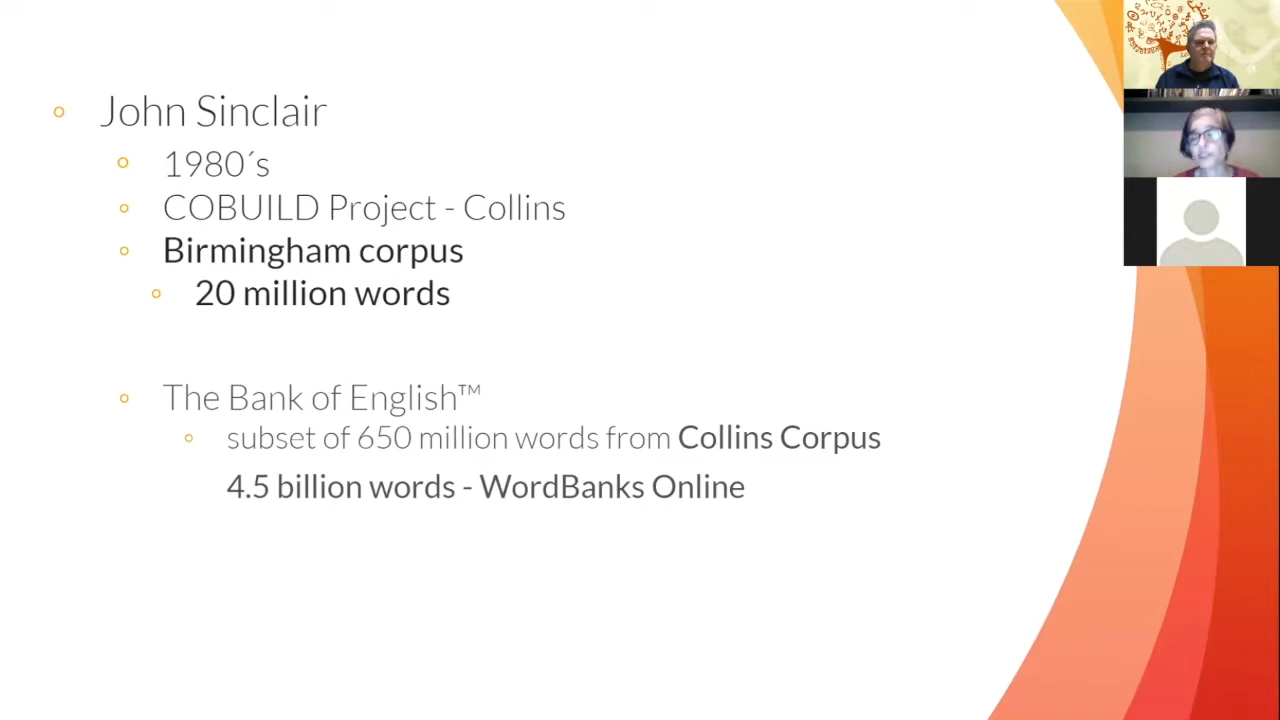 John Sinclair
1980´s
COBUILD Project - Collins
Birmingham corpus
20 million words
The Bank of English™
subset of 650 million words from Collins Corpus
4.5 billion words - WordBanks Online